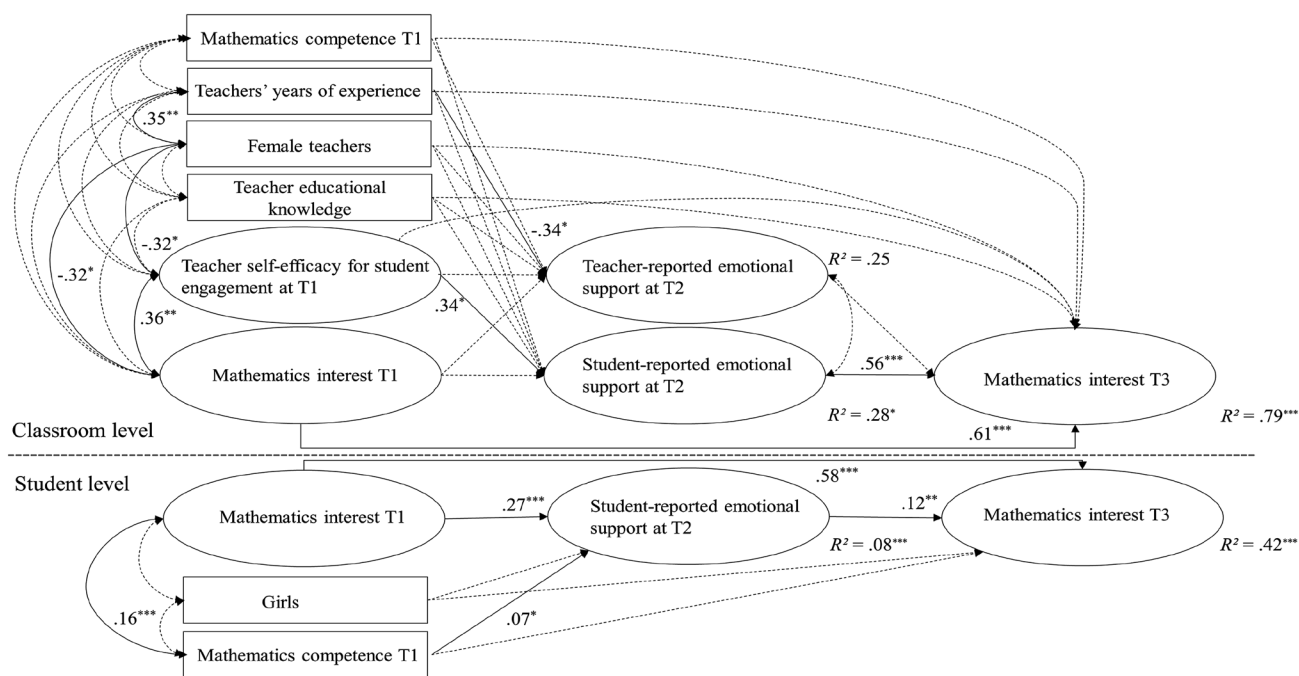 Mathematics competence T1
Teachers' years of experience
.35**
Female teachers
Teacher educational
knowledge
-.32*
-.34*
-.32*
Teacher self-efficacy for student
engagement at T1
Teacher-reported emotional
support at T2
R² = .25
.34*
.36**
Mathematics interest T1
Student-reported emotional
support at T2
.56***
Mathematics interest T3
R² = .28*
R² = .79***
Classroom level
.61***
Student level
.58***
Mathematics interest T1
.27***
Student-reported emotional
support at T2
.12**
Mathematics interest T3
R² = .08***
R² = .42***
Girls
.16***
.07*
Mathematics competence T1